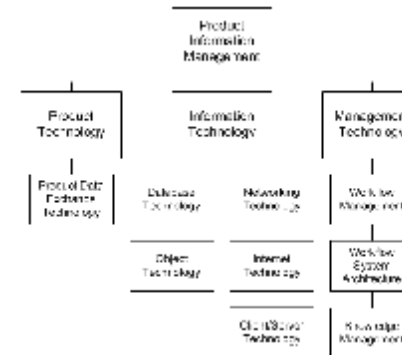 Product
Information
Management
Product
Technology
Information
Technology
Management
Technology
Product Data
Exchange
Technology
Database
Technology
Networking
Technology
Workflow
Management
Object
Technology
Internet
Technology
Workflow
System
Architecture
Client/Server
Technology
Knowledge
Management